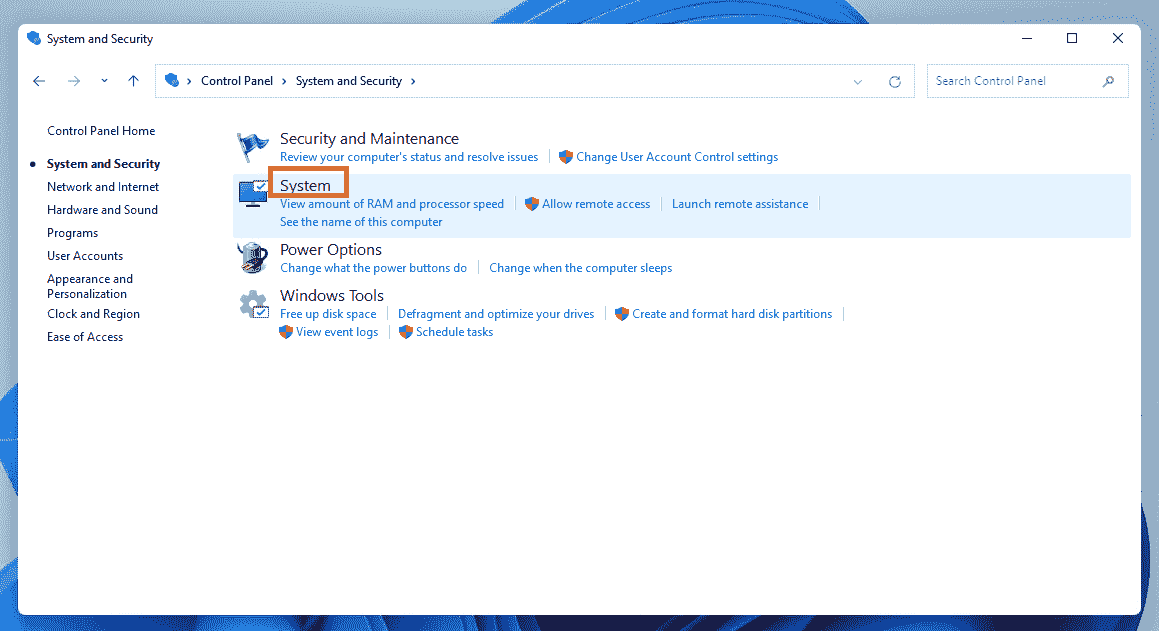 System and Security
Control Panel > System and Security >
Search Control Panel
Control Panel Home
System and Security
Network and Internet
Hardware and Sound
Programs
User Accounts
Appearance and
Personalization
Clock and Region
Ease of Access
Security and Maintenance
Review your computer's status and resolve issues
Change User Account Control settings
System
View amount of RAM and processor speed
Allow remote access
Launch remote assistance
See the name of this computer
Power Options
Change what the power buttons do
Change when the computer sleeps
Windows Tools
Free up disk space
Defragment and optimize your drives
Create and format hard disk partitions
View event logs
Schedule tasks